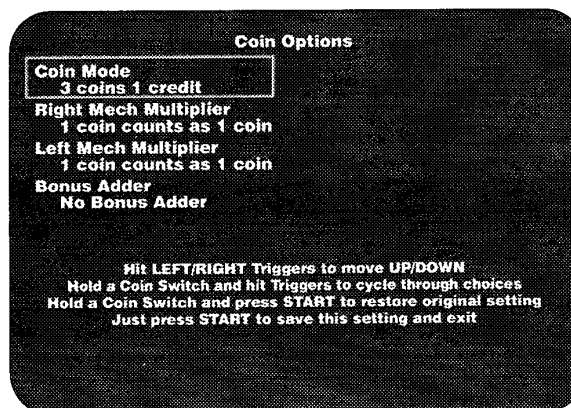 Coin Options
Coin Mode
3 coins 1 credit
Right Mech Multiplier
1 coin counts as 1 coin
Left Mech Multiplier
1 coin counts as 1 coin
Bonus Adder
No Bonus Adder
Hit LEFT/RIGHT Triggers to move UP/DOWN
Hold a Coin Switch and hit Triggers to cycle through choices
Hold a Coin Switch and press START to restore original setting
Just press START to save this setting and exit